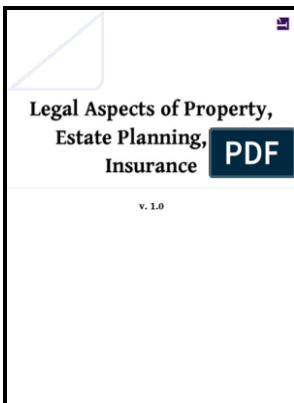 Legal Aspects of Property,
Estate Planning,
PDF
Insurance
v. 1.0